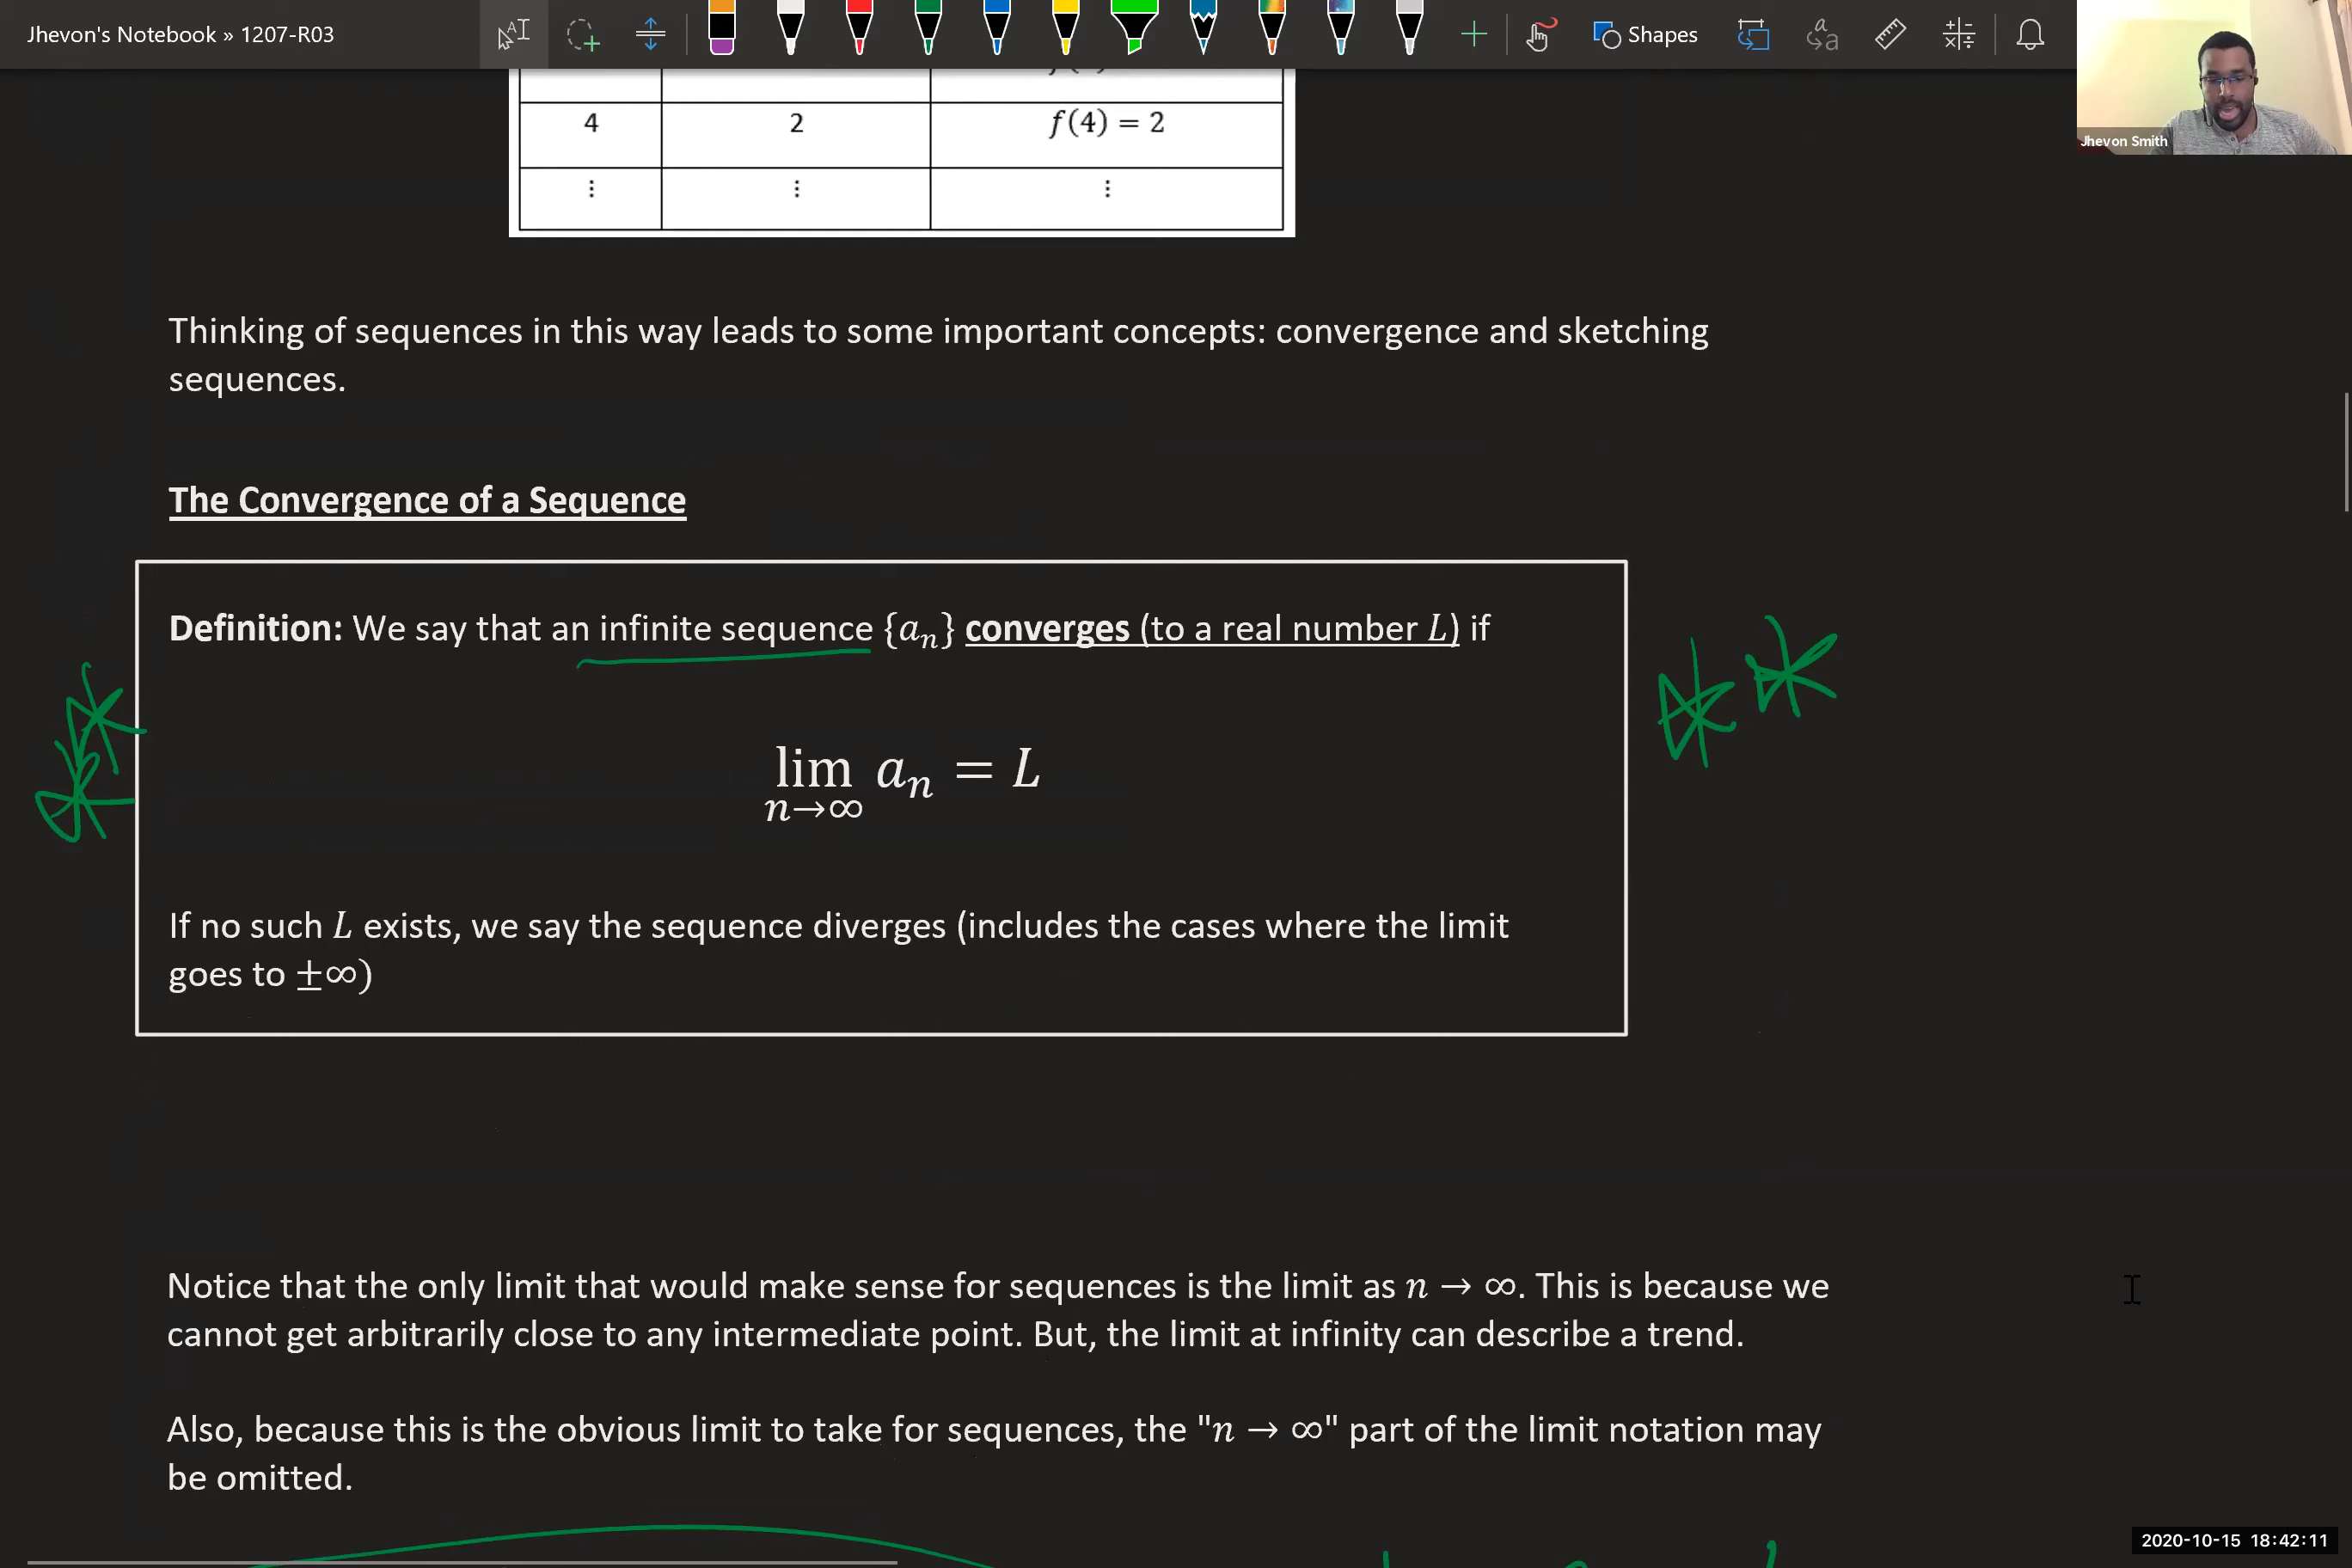 Jhevon's Notebook » 1207-R03
Shapes
Jhevon Smith
4 2 f(4) = 2
⋮ ⋮ ⋮
Thinking of sequences in this way leads to some important concepts: convergence and sketching
sequences.
The Convergence of a Sequence
Definition: We say that an infinite sequence {aₙ} converges (to a real number L) if
lim aₙ = L
n→∞
If no such L exists, we say the sequence diverges (includes the cases where the limit
goes to ±∞)
Notice that the only limit that would make sense for sequences is the limit as n → ∞. This is because we
cannot get arbitrarily close to any intermediate point. But, the limit at infinity can describe a trend.
Also, because this is the obvious limit to take for sequences, the "n → ∞" part of the limit notation may
be omitted.
2020-10-15 18:42:11